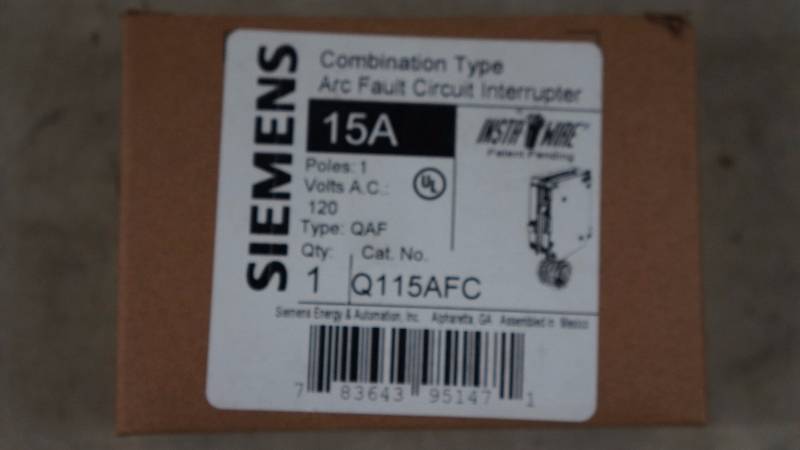 SIEMENS
Combination Type
Arc Fault Circuit Interrupter
15A
INSTA WIRE
Patent Pending
Poles: 1
Volts A.C.:
120
UL
Type: QAF
Qty: Cat. No.
1 Q115AFC
Siemens Energy & Automation, Inc. Alpharetta, GA Assembled in Mexico
7 83643 95147 1